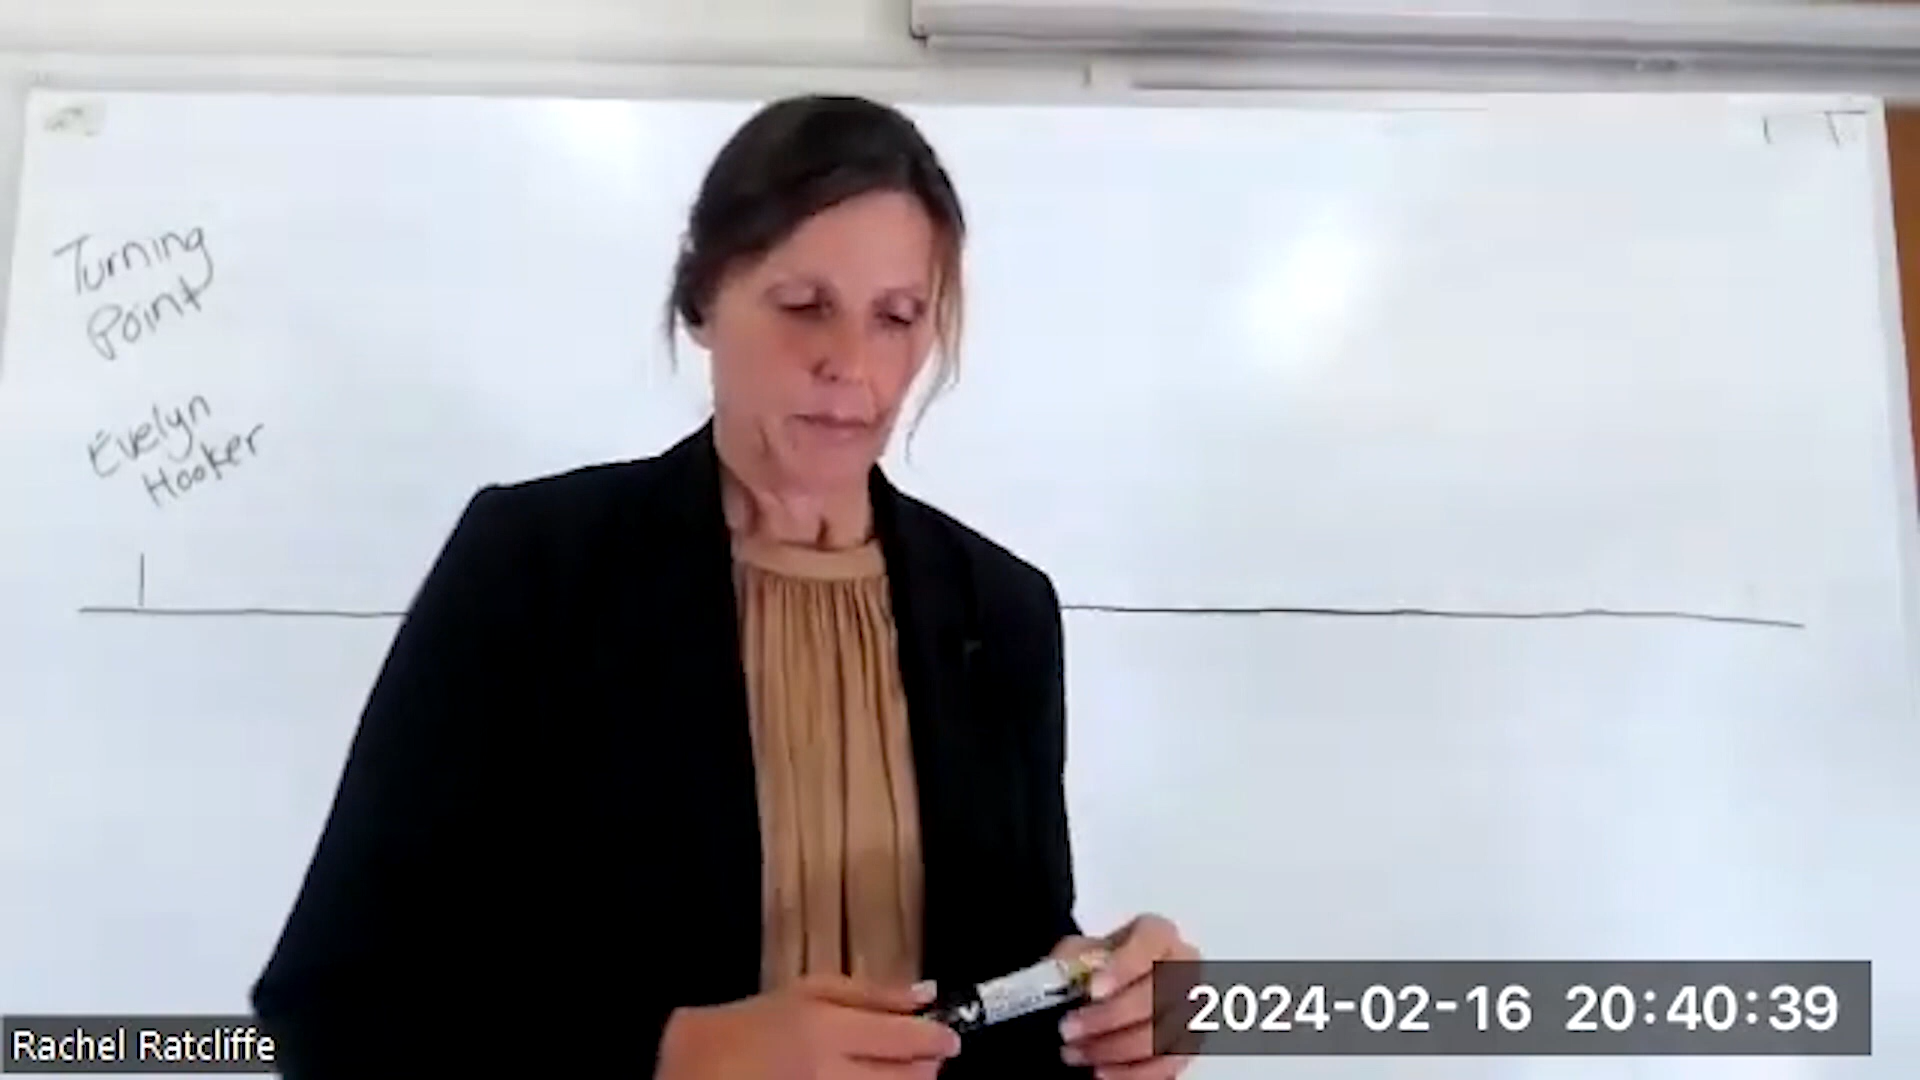 Turning
Point
Evelyn
Hooker
Rachel Ratcliffe
2024-02-16 20:40:39